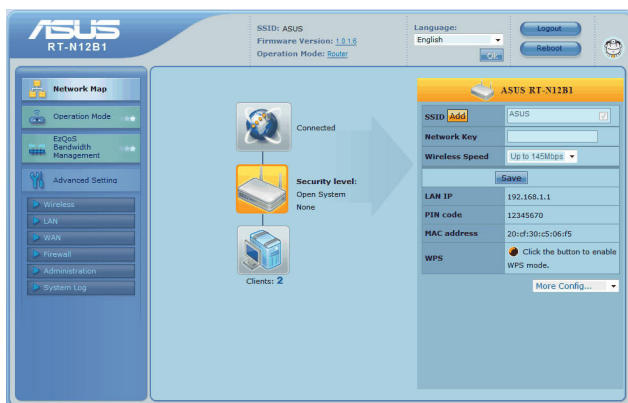 ASUS
RT-N12B1
SSID: ASUS
Firmware Version: 1.0.1.6
Operation Mode: Router
Language:
English
Logout
Reboot
Network Map
Operation Mode
EzQoS
Bandwidth
Management
Advanced Setting
Wireless
LAN
WAN
Firewall
Administration
System Log
Connected
Security level:
Open System
None
Clients: 2
ASUS RT-N12B1
SSID Add ASUS
Network Key
Wireless Speed Up to 145Mbps
Save
LAN IP 192.168.1.1
PIN code 12345670
MAC address 20:cf:30:c5:06:f5
WPS Click the button to enable
WPS mode.
More Config...